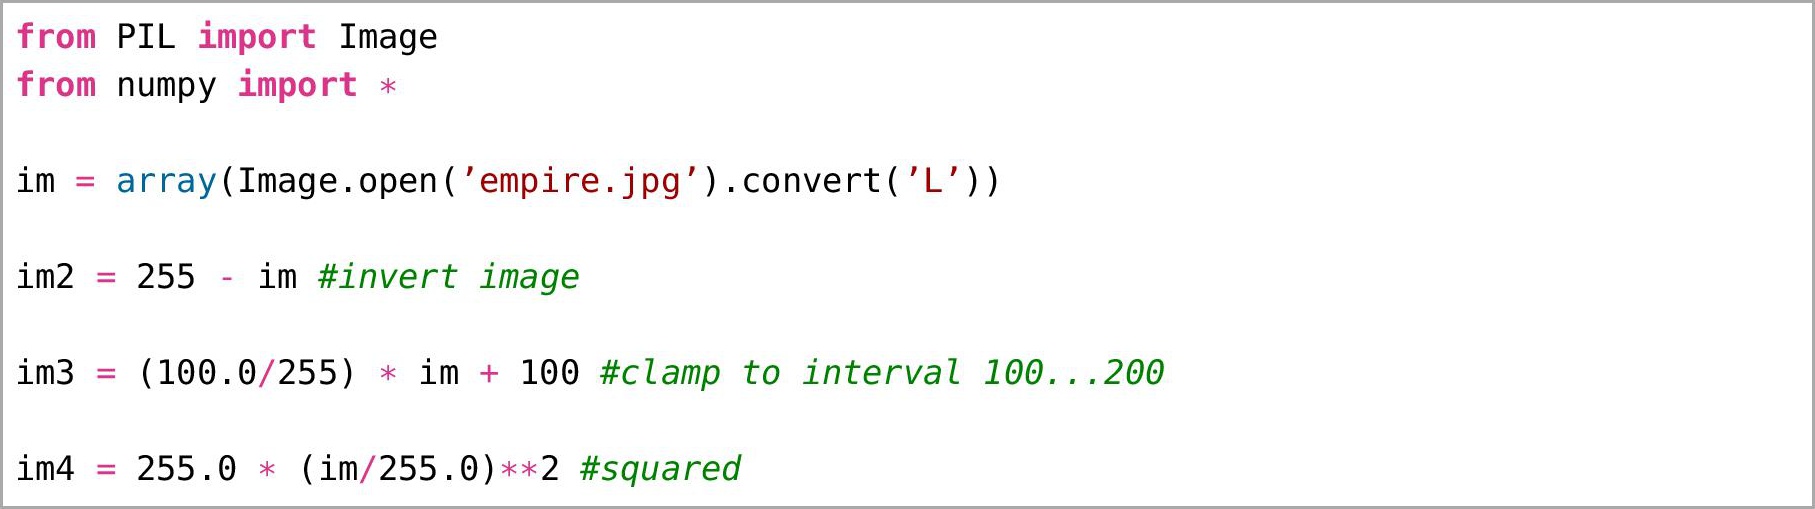 from PIL import Image
from numpy import *
im = array(Image.open(’empire.jpg’).convert(’L’))
im2 = 255 - im #invert image
im3 = (100.0/255) * im + 100 #clamp to interval 100...200
im4 = 255.0 * (im/255.0)**2 #squared